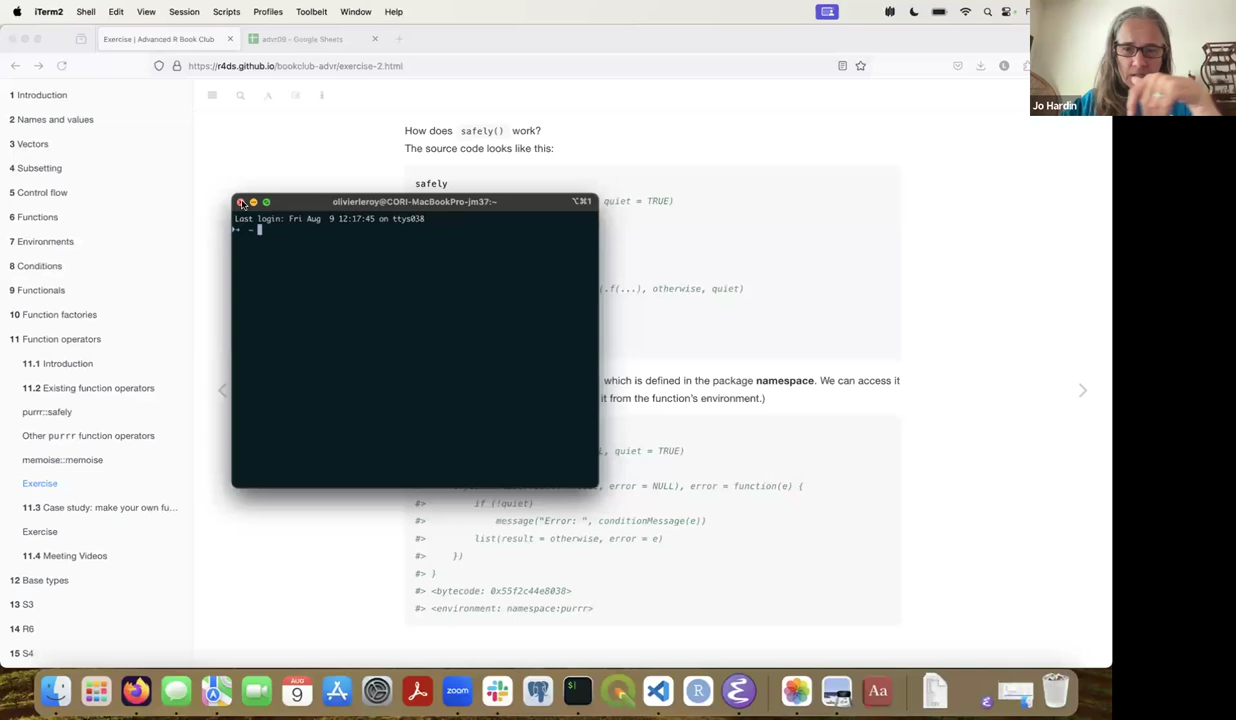 iTerm2 Shell Edit View Session Scripts Profiles Toolbelt Window Help
Exercise | Advanced R Book Club
advr09 - Google Sheets
https://r4ds.github.io/bookclub-advr/exercise-2.html
Jo Hardin
1 Introduction
2 Names and values
3 Vectors
4 Subsetting
5 Control flow
6 Functions
7 Environments
8 Conditions
9 Functionals
10 Function factories
11 Function operators
11.1 Introduction
11.2 Existing function operators
purrr::safely
Other purrr function operators
memoise::memoise
Exercise
11.3 Case study: make your own fu...
Exercise
11.4 Meeting Videos
12 Base types
13 S3
14 R6
15 S4
How does safely() work?
The source code looks like this:
safely
quiet = TRUE)
(.f(...), otherwise, quiet)
which is defined in the package namespace. We can access it
it from the function's environment.)
, quiet = TRUE)
, error = NULL), error = function(e) {
#> if (!quiet)
#> message("Error: ", conditionMessage(e))
#> list(result = otherwise, error = e)
#> })
#> }
#> <bytecode: 0x55f2c44e8038>
#> <environment: namespace:purrr>
olivierleroy@CORI-MacBookPro-jm37:~
⌥⌘1
Last login: Fri Aug 9 12:17:45 on ttys038
~
AUG
9
zoom
$
R
Aa